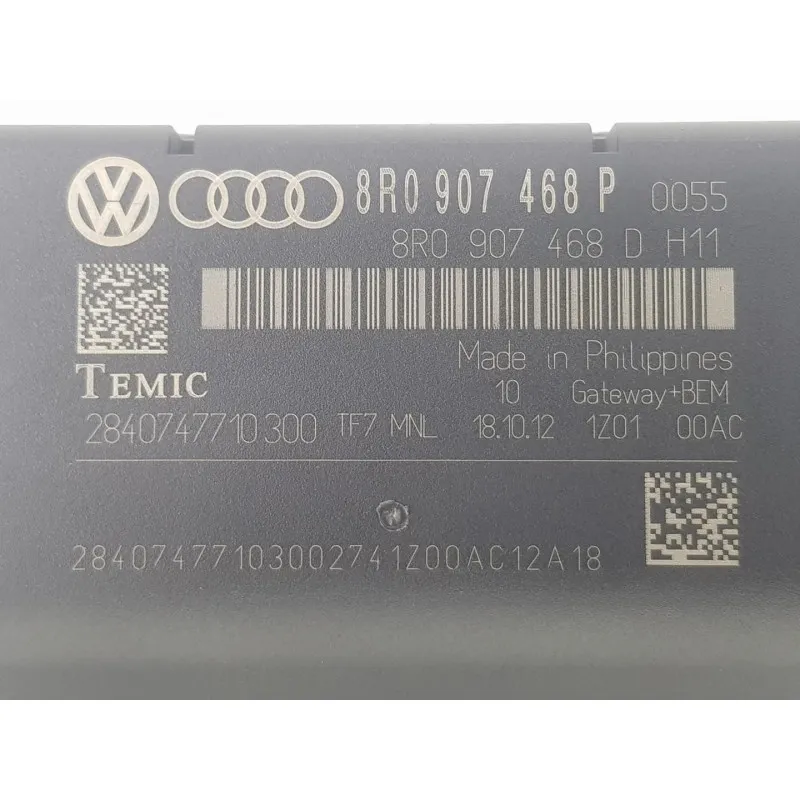 8R0 907 468 P 0055
8R0 907 468 D H11
Made in Philippines
TEMIC 10 Gateway+BEM
2840747710300 TF7 MNL 18.10.12 1Z01 00AC
28407477103002741Z00AC12A18